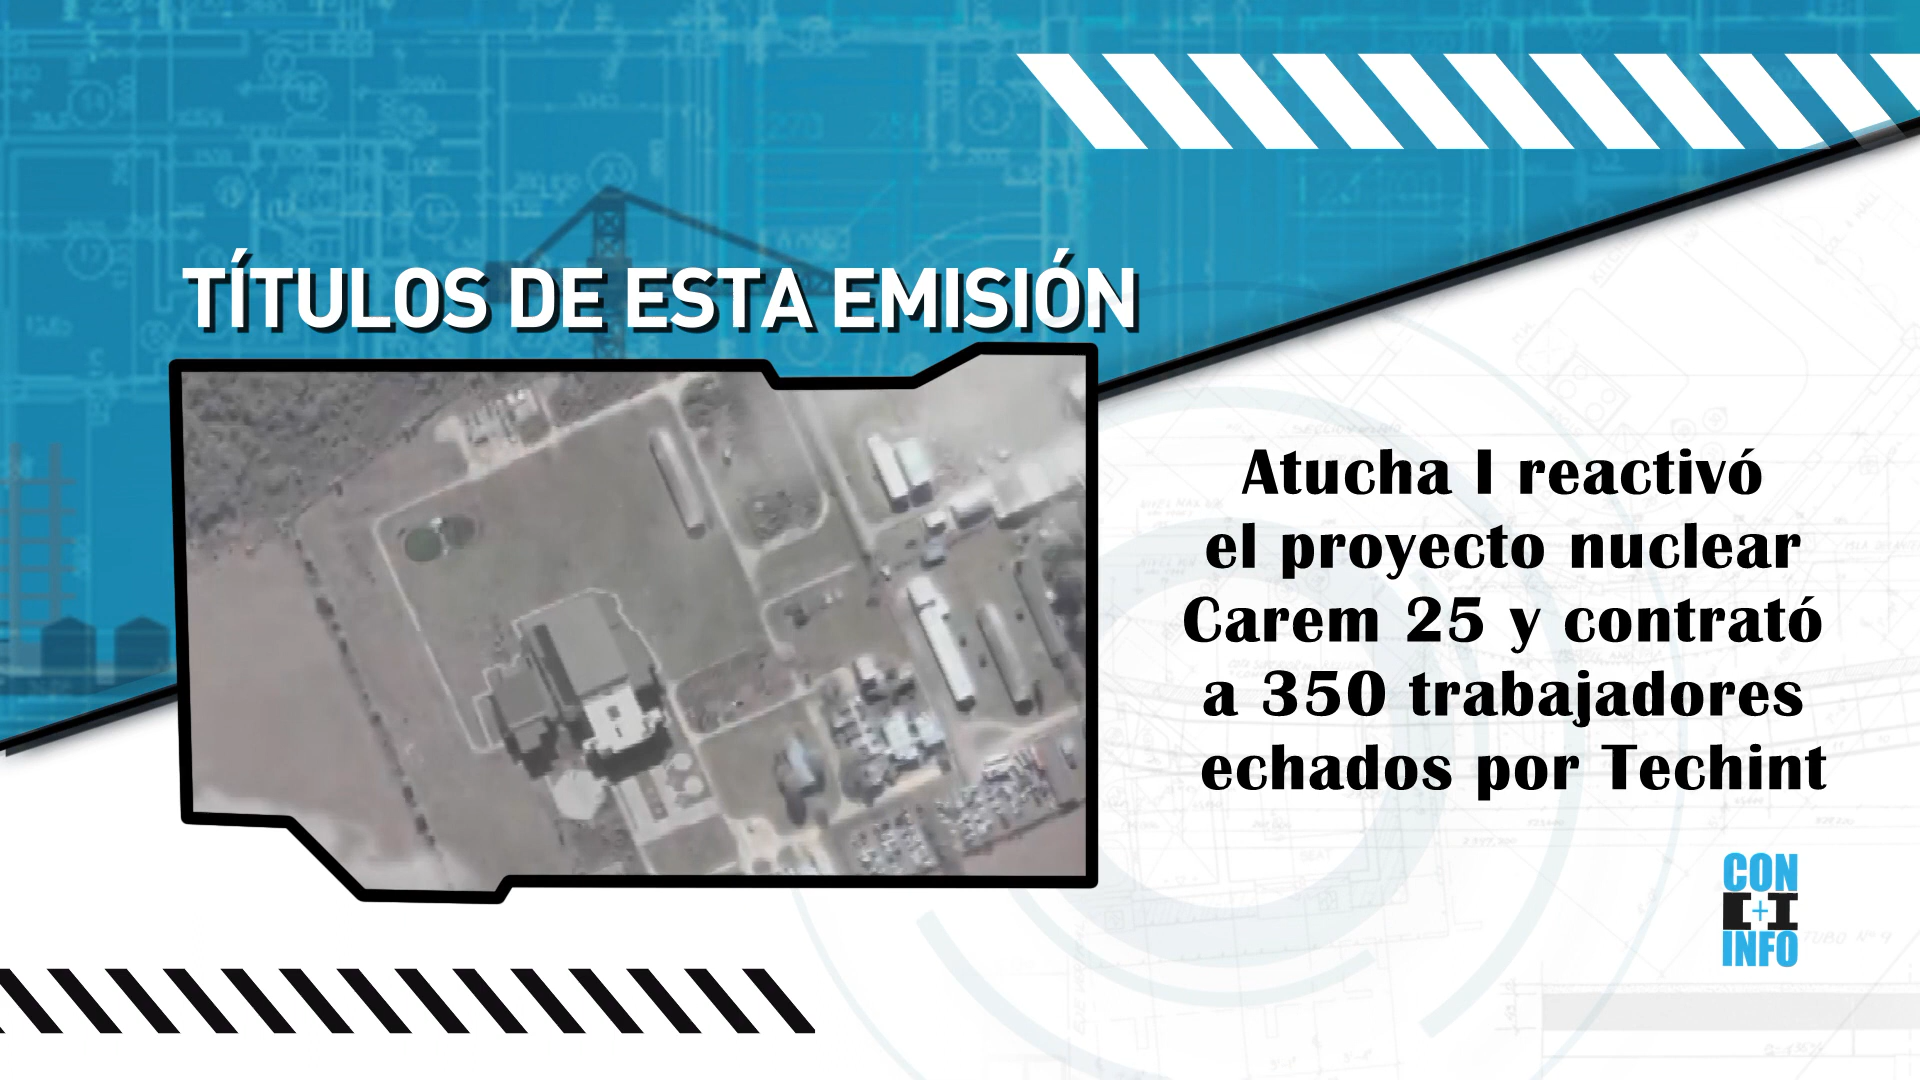 TÍTULOS DE ESTA EMISIÓN
Atucha I reactivó
el proyecto nuclear
Carem 25 y contrató
a 350 trabajadores
echados por Techint
CON
I+I
INFO